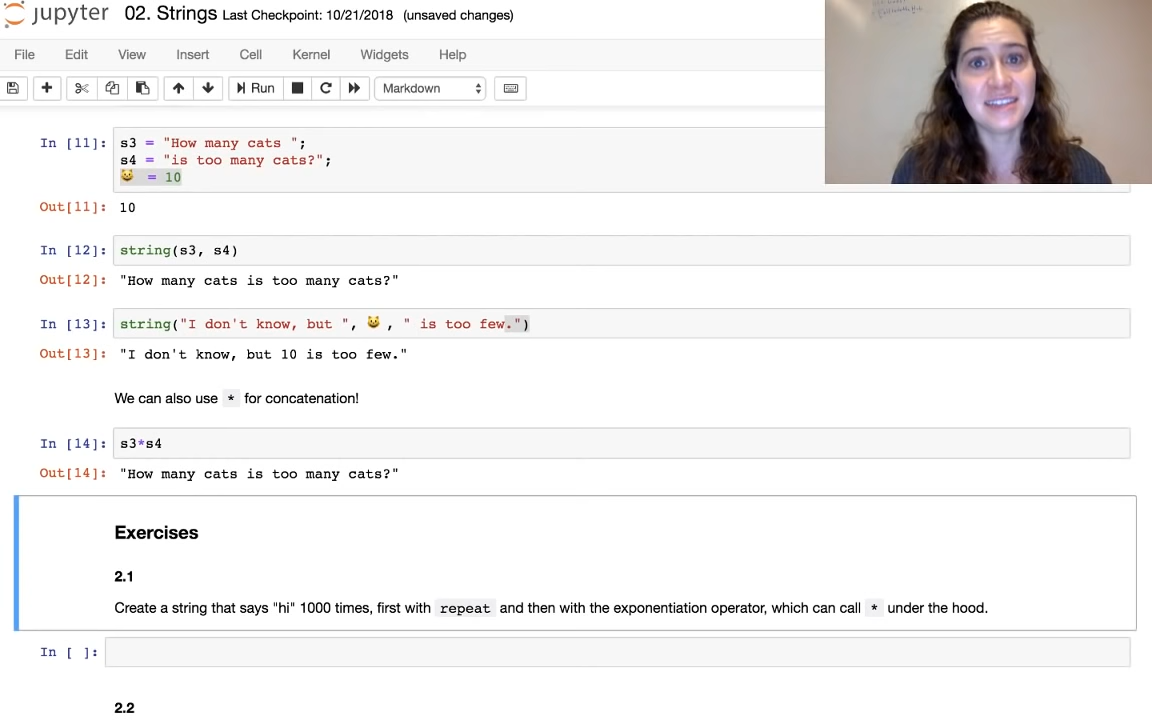 jupyter 02. Strings Last Checkpoint: 10/21/2018 (unsaved changes)
File Edit View Insert Cell Kernel Widgets Help
Run Markdown
In [11]: s3 = "How many cats ";
s4 = "is too many cats?";
😺 = 10
Out[11]: 10
In [12]: string(s3, s4)
Out[12]: "How many cats is too many cats?"
In [13]: string("I don't know, but ", 😺, " is too few.")
Out[13]: "I don't know, but 10 is too few."
We can also use * for concatenation!
In [14]: s3*s4
Out[14]: "How many cats is too many cats?"
Exercises
2.1
Create a string that says "hi" 1000 times, first with repeat and then with the exponentiation operator, which can call * under the hood.
In [ ]:
2.2